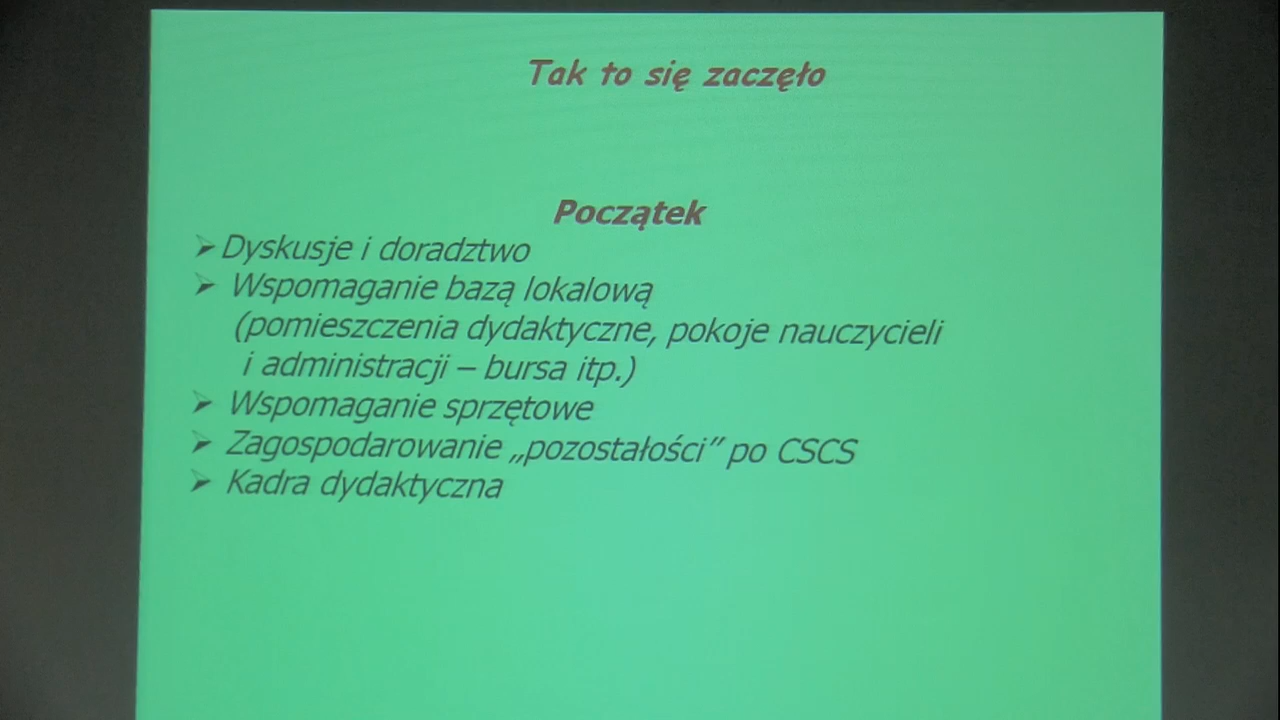 Tak to się zaczęło
Początek
➢Dyskusje i doradztwo
➢ Wspomaganie bazą lokalową
(pomieszczenia dydaktyczne, pokoje nauczycieli
i administracji – bursa itp.)
➢ Wspomaganie sprzętowe
➢ Zagospodarowanie „pozostałości” po CSCS
➢ Kadra dydaktyczna